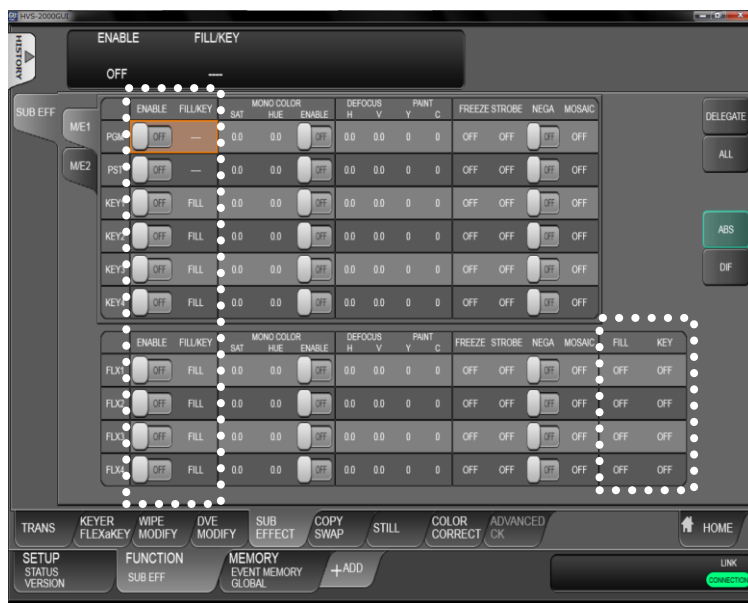 HVS-2000GUI
HISTORY
ENABLE FILL/KEY
OFF ----
SUB EFF
M/E1
M/E2
ENABLE FILL/KEY MONO COLOR SAT HUE ENABLE DEFOCUS H V PAINT Y C FREEZE STROBE NEGA MOSAIC
PGM OFF ---- 0.0 0.0 OFF 0.0 0.0 0 0 OFF OFF OFF OFF
PST OFF ---- 0.0 0.0 OFF 0.0 0.0 0 0 OFF OFF OFF OFF
KEY1 OFF FILL 0.0 0.0 OFF 0.0 0.0 0 0 OFF OFF OFF OFF
KEY2 OFF FILL 0.0 0.0 OFF 0.0 0.0 0 0 OFF OFF OFF OFF
KEY3 OFF FILL 0.0 0.0 OFF 0.0 0.0 0 0 OFF OFF OFF OFF
KEY4 OFF FILL 0.0 0.0 OFF 0.0 0.0 0 0 OFF OFF OFF OFF
ENABLE FILL/KEY MONO COLOR SAT HUE ENABLE DEFOCUS H V PAINT Y C FREEZE STROBE NEGA MOSAIC FILL KEY
FLX1 OFF FILL 0.0 0.0 OFF 0.0 0.0 0 0 OFF OFF OFF OFF OFF OFF
FLX2 OFF FILL 0.0 0.0 OFF 0.0 0.0 0 0 OFF OFF OFF OFF OFF OFF
FLX3 OFF FILL 0.0 0.0 OFF 0.0 0.0 0 0 OFF OFF OFF OFF OFF OFF
FLX4 OFF FILL 0.0 0.0 OFF 0.0 0.0 0 0 OFF OFF OFF OFF OFF OFF
DELEGATE
ALL
ABS
DIF
TRANS
KEYER
FLEXaKEY
WIPE
MODIFY
DVE
MODIFY
SUB
EFFECT
COPY
SWAP
STILL
COLOR
CORRECT
ADVANCED
CK
HOME
SETUP
STATUS
VERSION
FUNCTION
SUB EFF
MEMORY
EVENT MEMORY
GLOBAL
+ADD
LINK
CONNECTION